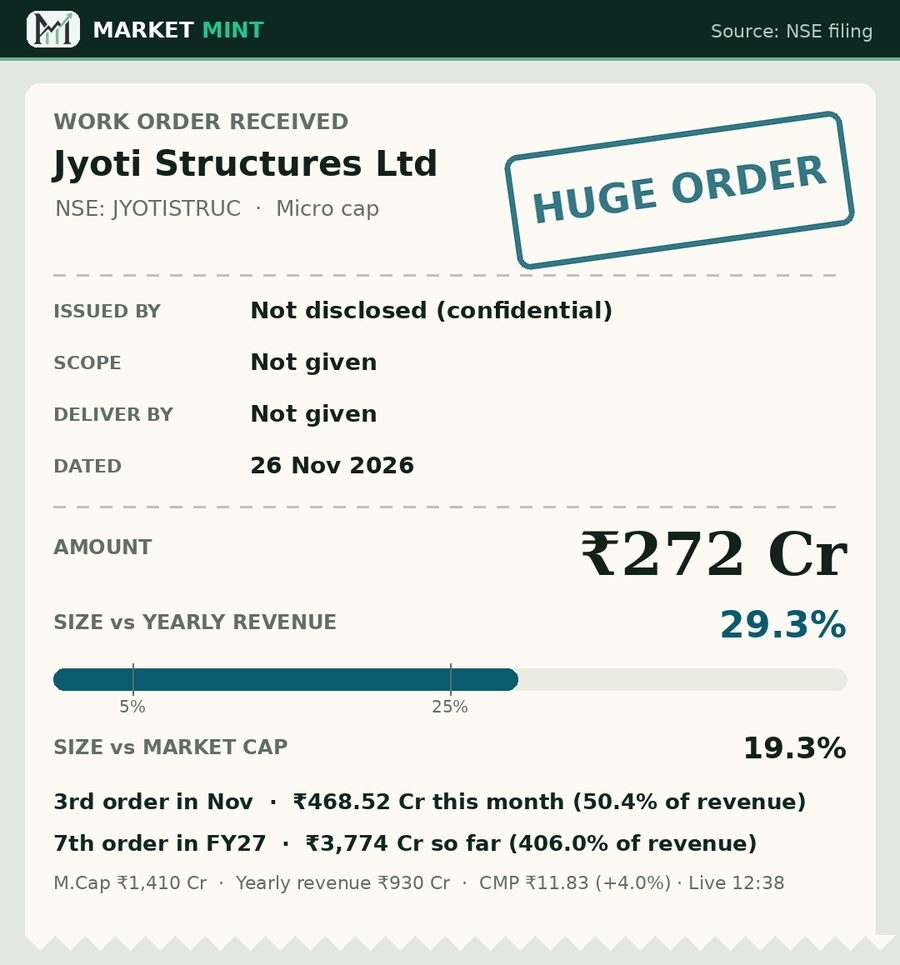 MARKET MINT
Source: NSE filing
WORK ORDER RECEIVED
Jyoti Structures Ltd
NSE: JYOTISTRUC · Micro cap
HUGE ORDER
ISSUED BY Not disclosed (confidential)
SCOPE Not given
DELIVER BY Not given
DATED 26 Nov 2026
AMOUNT ₹272 Cr
SIZE vs YEARLY REVENUE 29.3%
5% 25%
SIZE vs MARKET CAP 19.3%
3rd order in Nov · ₹468.52 Cr this month (50.4% of revenue)
7th order in FY27 · ₹3,774 Cr so far (406.0% of revenue)
M.Cap ₹1,410 Cr · Yearly revenue ₹930 Cr · CMP ₹11.83 (+4.0%) · Live 12:38